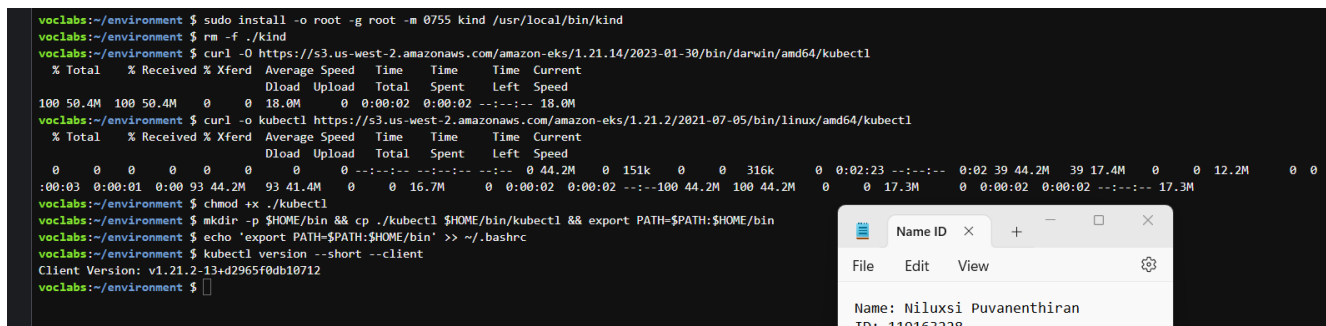 voclabs:~/environment $ sudo install -o root -g root -m 0755 kind /usr/local/bin/kind
voclabs:~/environment $ rm -f ./kind
voclabs:~/environment $ curl -O https://s3.us-west-2.amazonaws.com/amazon-eks/1.21.14/2023-01-30/bin/darwin/amd64/kubectl
% Total % Received % Xferd Average Speed Time Time Time Current
Dload Upload Total Spent Left Speed
100 50.4M 100 50.4M 0 0 18.0M 0 0:00:02 0:00:02 --:--:-- 18.0M
voclabs:~/environment $ curl -o kubectl https://s3.us-west-2.amazonaws.com/amazon-eks/1.21.2/2021-07-05/bin/linux/amd64/kubectl
% Total % Received % Xferd Average Speed Time Time Time Current
Dload Upload Total Spent Left Speed
0 0 0 0 0 0 0 0 --:--:-- --:--:-- --:--:-- 0 44.2M 0 151k 0 0 316k 0 0:02:23 --:--:-- 0:02 39 44.2M 39 17.4M 0 0 12.2M 0 0
:00:03 0:00:01 0:00 93 44.2M 93 41.4M 0 0 16.7M 0 0:00:02 0:00:02 --:--100 44.2M 100 44.2M 0 0 17.3M 0 0:00:02 0:00:02 --:--:-- 17.3M
voclabs:~/environment $ chmod +x ./kubectl
voclabs:~/environment $ mkdir -p $HOME/bin && cp ./kubectl $HOME/bin/kubectl && export PATH=$PATH:$HOME/bin
voclabs:~/environment $ echo 'export PATH=$PATH:$HOME/bin' >> ~/.bashrc
voclabs:~/environment $ kubectl version --short --client
Client Version: v1.21.2-13+d2965f0db10712
voclabs:~/environment $
Name ID
File Edit View
Name: Niluxsi Puvanenthiran
ID: 119163228